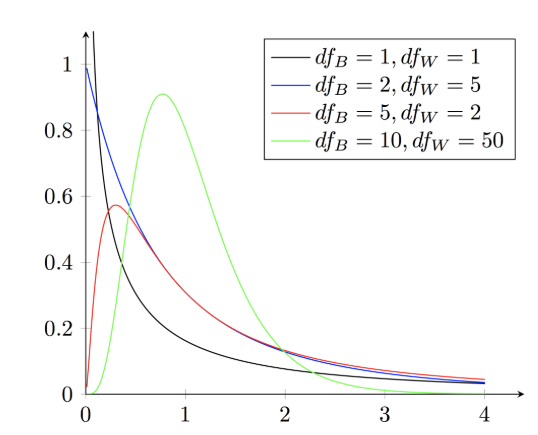 df_B = 1, df_W = 1
df_B = 2, df_W = 5
df_B = 5, df_W = 2
df_B = 10, df_W = 50
1
0.8
0.6
0.4
0.2
0
0 1 2 3 4